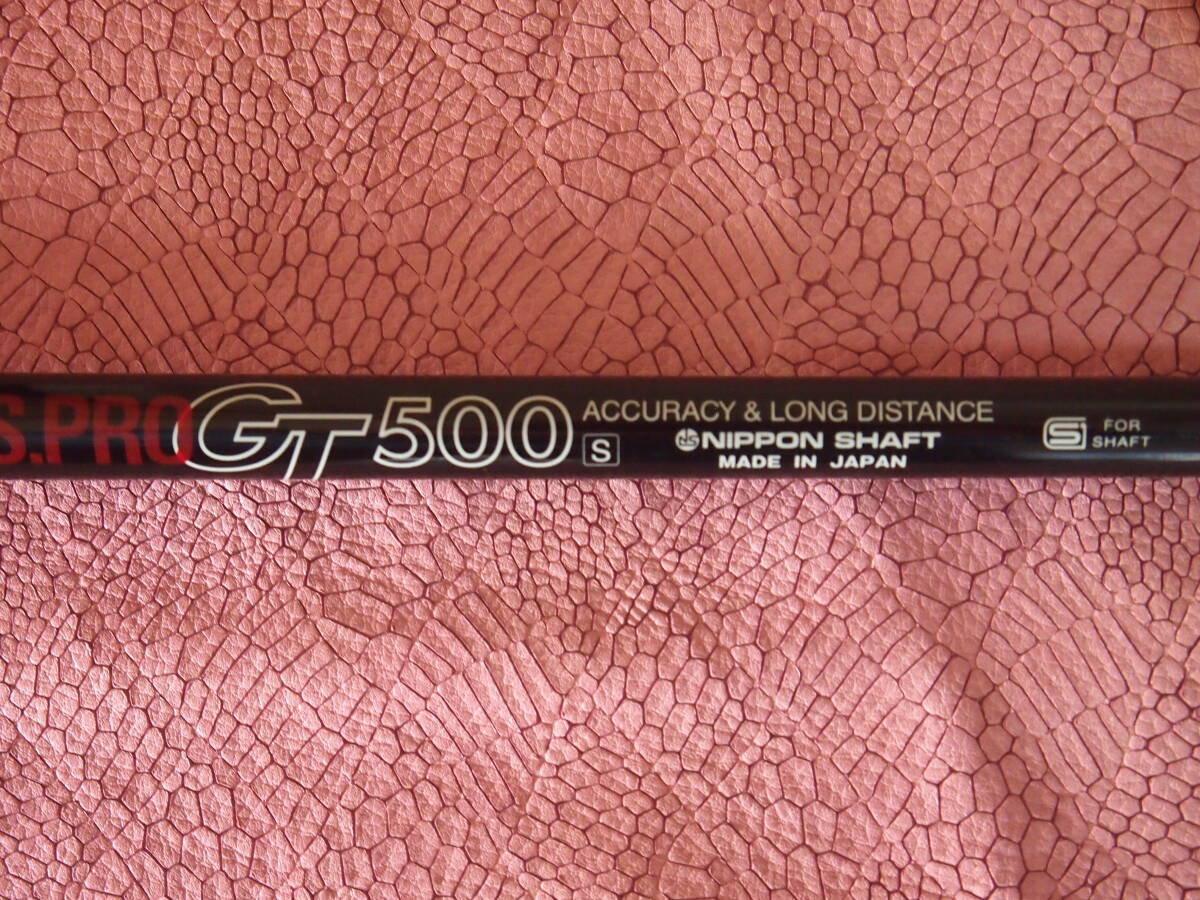 S.PRO GT500 S
ACCURACY & LONG DISTANCE
NIPPON SHAFT
MADE IN JAPAN
S FOR
SHAFT